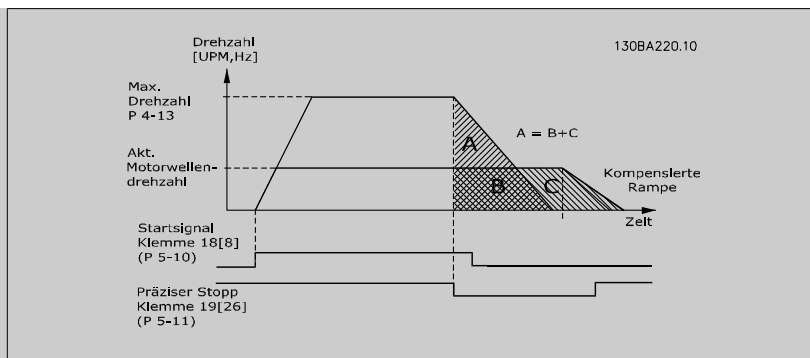 Drehzahl
[UPM,Hz]
130BA220.10
Max.
Drehzahl
P 4-13
A = B+C
A
Akt.
Motorwellen-
drehzahl
B
C
Kompensierte
Rampe
Zeit
Startsignal
Klemme 18[8]
(P 5-10)
Präziser Stopp
Klemme 19[26]
(P 5-11)